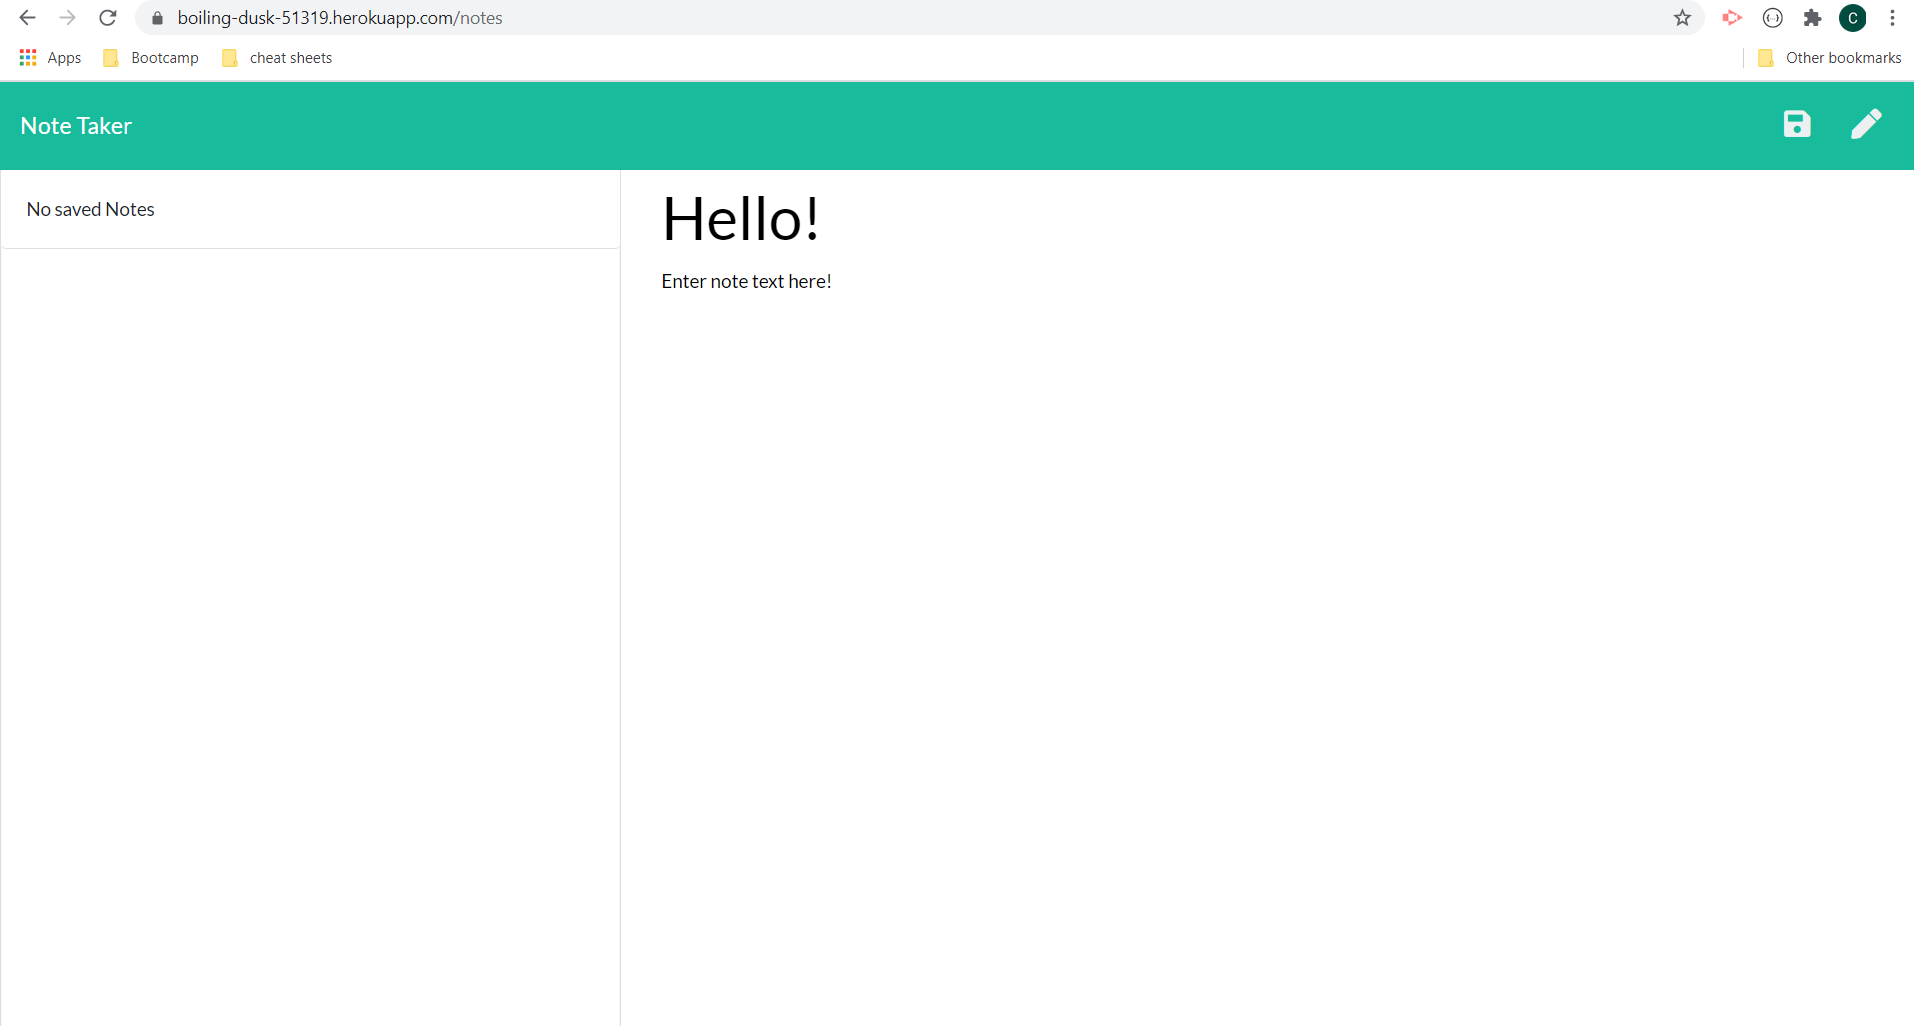 boiling-dusk-51319.herokuapp.com/notes
C
Apps Bootcamp cheat sheets Other bookmarks
Note Taker
No saved Notes
Hello!
Enter note text here!